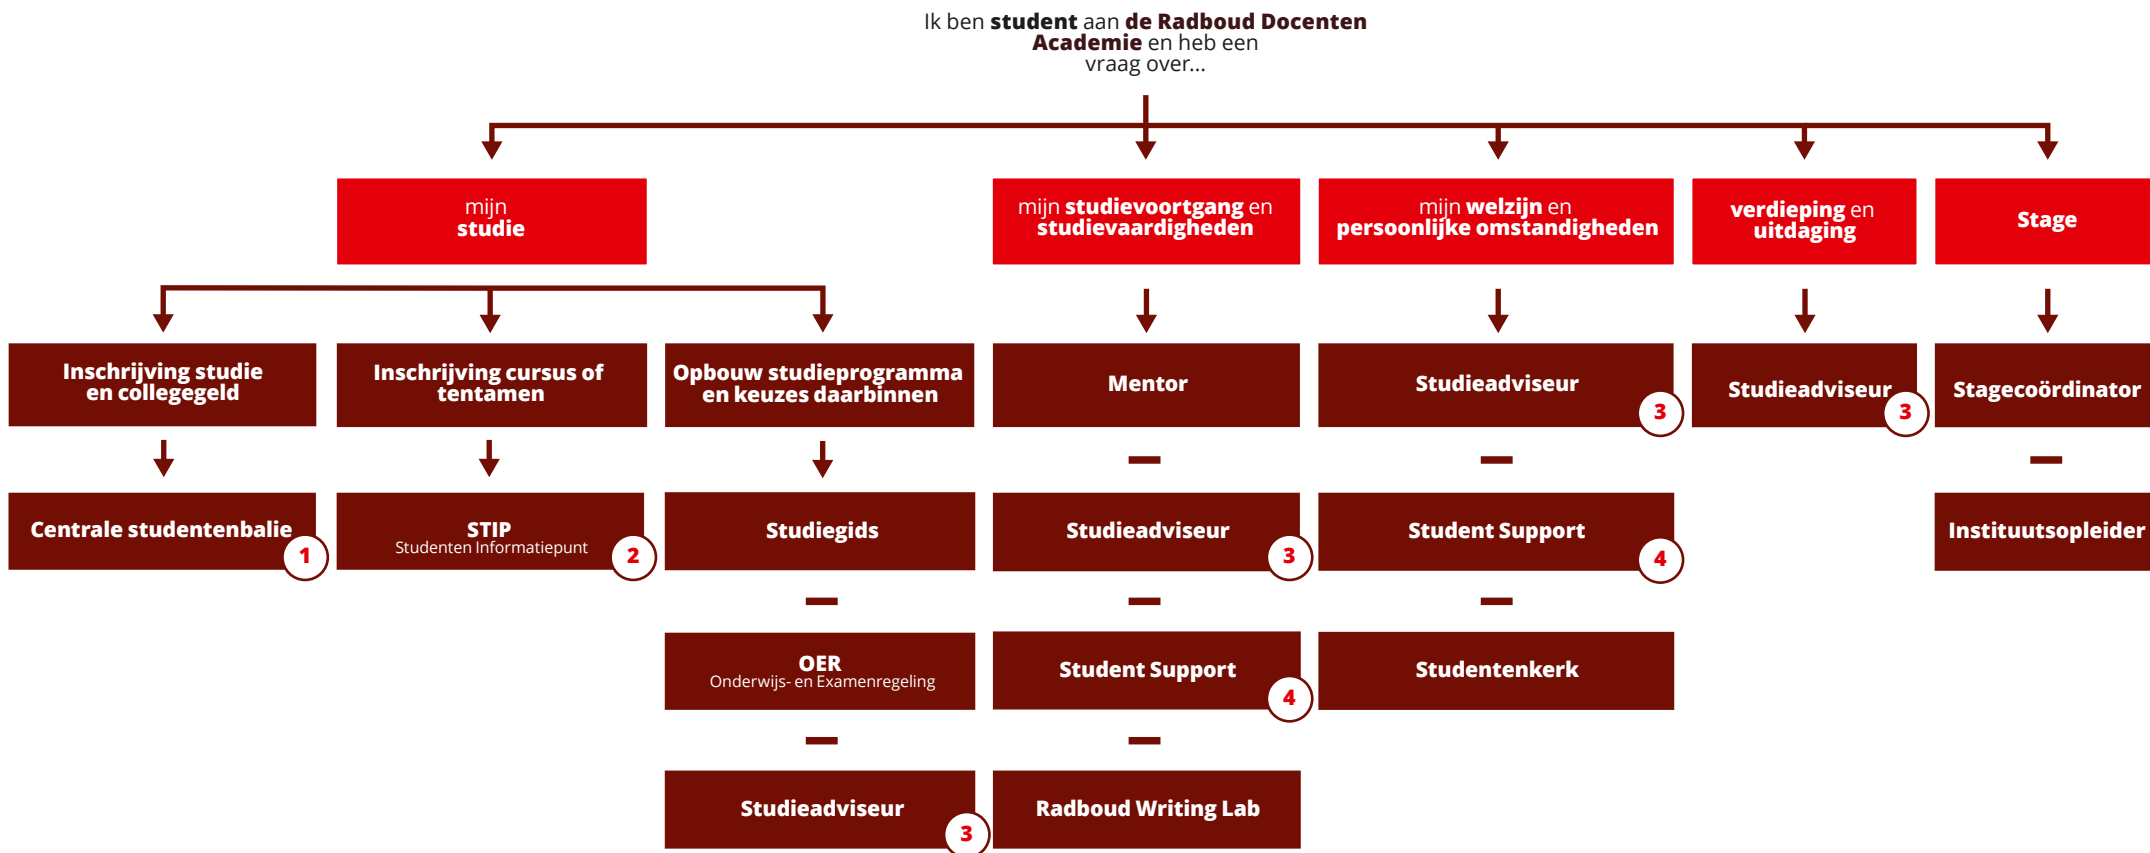 Ik ben student aan de Radboud Docenten
Academie en heb een
vraag over...
mijn
studie
mijn studievoortgang en
studievaardigheden
mijn welzijn en
persoonlijke omstandigheden
verdieping en
uitdaging
Stage
Inschrijving studie
en collegegeld
Inschrijving cursus of
tentamen
Opbouw studieprogramma
en keuzes daarbinnen
Mentor
Studieadviseur
3
Studieadviseur
3
Stagecoördinator
Centrale studentenbalie
1
STIP
Studenten Informatiepunt
2
Studiegids
Studieadviseur
3
Student Support
4
Instituutsopleider
OER
Onderwijs- en Examenregeling
Student Support
4
Studentenkerk
Studieadviseur
3
Radboud Writing Lab